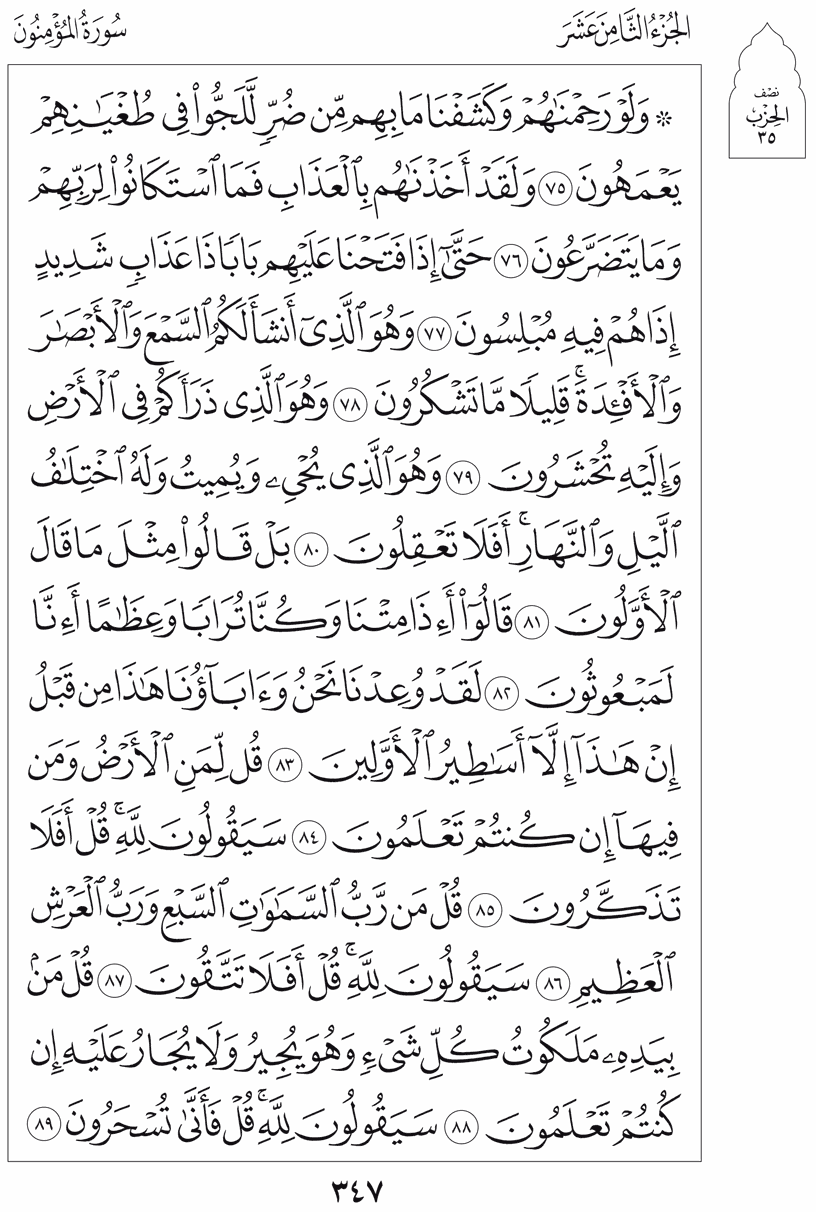 الجُزْءُ الثَّامِنَ عَشَرَ
سُورَةُ المُؤْمِنُونَ
نصف
الحِزْبُ
٣٥
۞ وَلَوْ رَحِمْنَٰهُمْ وَكَشَفْنَا مَا بِهِم مِّن ضُرٍّۢ لَّلَجُّوا۟ فِى طُغْيَٰنِهِمْ
يَعْمَهُونَ ٧٥ وَلَقَدْ أَخَذْنَٰهُم بِٱلْعَذَابِ فَمَا ٱسْتَكَانُوا۟ لِرَبِّهِمْ
وَمَا يَتَضَرَّعُونَ ٧٦ حَتَّىٰٓ إِذَا فَتَحْنَا عَلَيْهِم بَابًۭا ذَا عَذَابٍۢ شَدِيدٍ
إِذَا هُمْ فِيهِ مُبْلِسُونَ ٧٧ وَهُوَ ٱلَّذِىٓ أَنشَأَ لَكُمُ ٱلسَّمْعَ وَٱلْأَبْصَٰرَ
وَٱلْأَفْـِٔدَةَ ۚ قَلِيلًۭا مَّا تَشْكُرُونَ ٧٨ وَهُوَ ٱلَّذِى ذَرَأَكُمْ فِى ٱلْأَرْضِ
وَإِلَيْهِ تُحْشَرُونَ ٧٩ وَهُوَ ٱلَّذِى يُحْىِۦ وَيُمِيتُ وَلَهُ ٱخْتِلَٰفُ
ٱلَّيْلِ وَٱلنَّهَارِ ۚ أَفَلَا تَعْقِلُونَ ٨٠ بَلْ قَالُوا۟ مِثْلَ مَا قَالَ
ٱلْأَوَّلُونَ ٨١ قَالُوٓا۟ أَءِذَا مِتْنَا وَكُنَّا تُرَابًۭا وَعِظَٰمًا أَءِنَّا
لَمَبْعُوثُونَ ٨٢ لَقَدْ وُعِدْنَا نَحْنُ وَءَابَآؤُنَا هَٰذَا مِن قَبْلُ
إِنْ هَٰذَآ إِلَّآ أَسَٰطِيرُ ٱلْأَوَّلِينَ ٨٣ قُل لِّمَنِ ٱلْأَرْضُ وَمَن
فِيهَآ إِن كُنتُمْ تَعْلَمُونَ ٨٤ سَيَقُولُونَ لِلَّهِ ۚ قُلْ أَفَلَا
تَذَكَّرُونَ ٨٥ قُلْ مَن رَّبُّ ٱلسَّمَٰوَٰتِ ٱلسَّبْعِ وَرَبُّ ٱلْعَرْشِ
ٱلْعَظِيمِ ٨٦ سَيَقُولُونَ لِلَّهِ ۚ قُلْ أَفَلَا تَتَّقُونَ ٨٧ قُلْ مَنۢ
بِيَدِهِۦ مَلَكُوتُ كُلِّ شَىْءٍۢ وَهُوَ يُجِيرُ وَلَا يُجَارُ عَلَيْهِ إِن
كُنتُمْ تَعْلَمُونَ ٨٨ سَيَقُولُونَ لِلَّهِ ۚ قُلْ فَأَنَّىٰ تُسْحَرُونَ ٨٩
٣٤٧